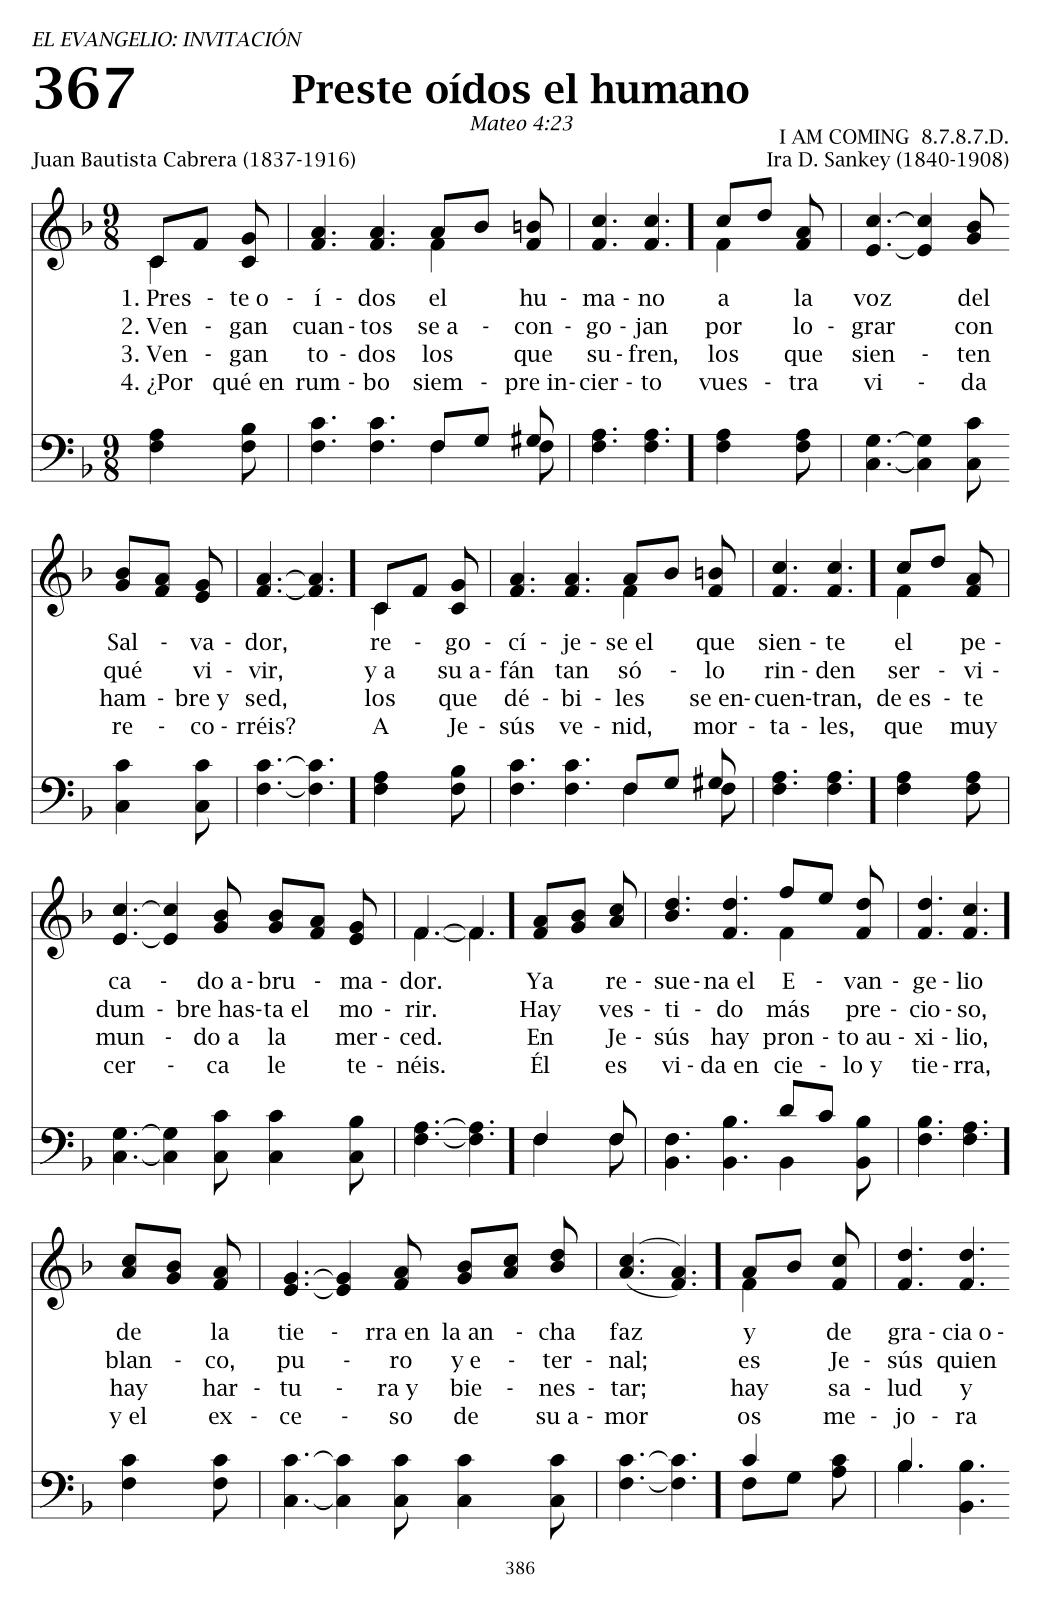 EL EVANGELIO: INVITACIÓN
367
Preste oídos el humano
Mateo 4:23
I AM COMING 8.7.8.7.D.
Juan Bautista Cabrera (1837-1916)
Ira D. Sankey (1840-1908)
1. Pres - te o - í - dos el hu - ma - no a la voz del
2. Ven - gan cuan - tos se a - con - go - jan por lo - grar con
3. Ven - gan to - dos los que su - fren, los que sien - ten
4. ¿Por qué en rum - bo siem - pre in - cier - to vues - tra vi - da
Sal - va - dor, re - go - cí - je - se el que sien - te el pe -
qué vi - vir, y a su a - fán tan só - lo rin - den ser - vi -
ham - bre y sed, los que dé - bi - les se en - cuen - tran, de es - te
re - co - rréis? A Je - sús ve - nid, mor - ta - les, que muy
ca - do a - bru - ma - dor. Ya re - sue - na el E - van - ge - lio
dum - bre has - ta el mo - rir. Hay ves - ti - do más pre - cio - so,
mun - do a la mer - ced. En Je - sús hay pron - to au - xi - lio,
cer - ca le te - néis. Él es vi - da en cie - lo y tie - rra,
de la tie - rra en la an - cha faz y de gra - cia o -
blan - co, pu - ro y e - ter - nal; es Je - sús quien
hay har - tu - ra y bie - nes - tar; hay sa - lud y
y el ex - ce - so de su a - mor os me - jo - ra
386